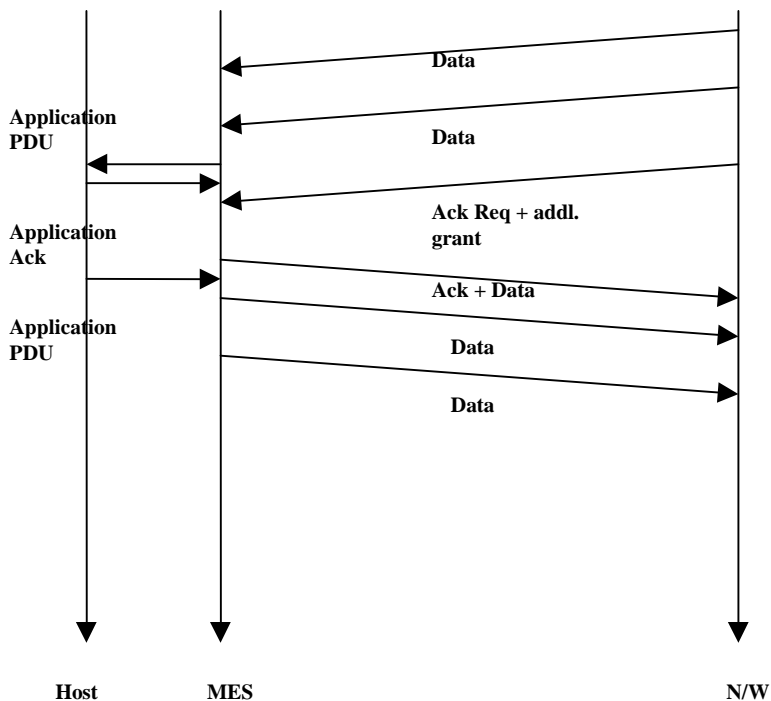 Data
Application
PDU
Data
Ack Req + addl.
grant
Application
Ack
Ack + Data
Application
PDU
Data
Data
Host
MES
N/W